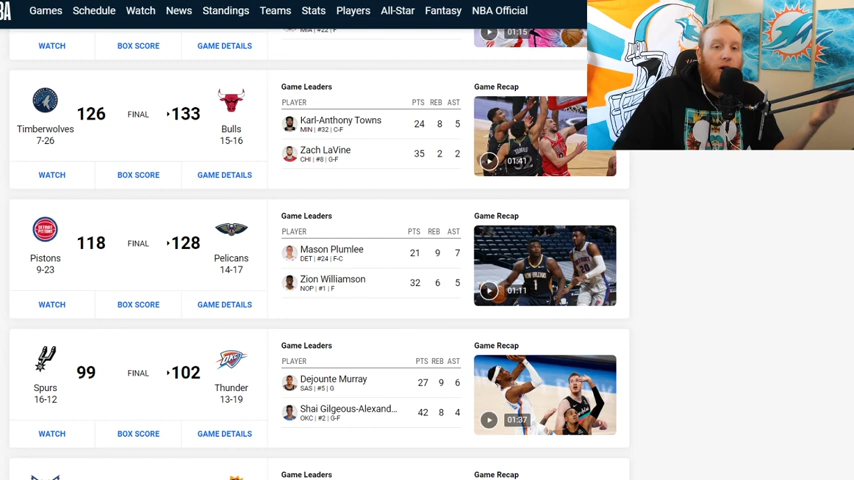 BA
Games Schedule Watch News Standings Teams Stats Players All-Star Fantasy NBA Official
WATCH BOX SCORE GAME DETAILS
01:15
Timberwolves
7-26
126 FINAL 133
Bulls
15-16
Game Leaders
PLAYER PTS REB AST
Karl-Anthony Towns 24 8 5
MIN | #32 | C-F
Zach LaVine 35 2 2
CHI | #8 | G-F
Game Recap
01:41
WATCH BOX SCORE GAME DETAILS
Pistons
9-23
118 FINAL 128
Pelicans
14-17
Game Leaders
PLAYER PTS REB AST
Mason Plumlee 21 9 7
DET | #24 | F-C
Zion Williamson 32 6 5
NOP | #1 | F
Game Recap
01:11
WATCH BOX SCORE GAME DETAILS
Spurs
16-12
99 FINAL 102
Thunder
13-19
Game Leaders
PLAYER PTS REB AST
Dejounte Murray 27 9 6
SAS | #5 | G
Shai Gilgeous-Alexand... 42 8 4
OKC | #2 | G-F
Game Recap
01:37
WATCH BOX SCORE GAME DETAILS
Game Leaders
Game Recap